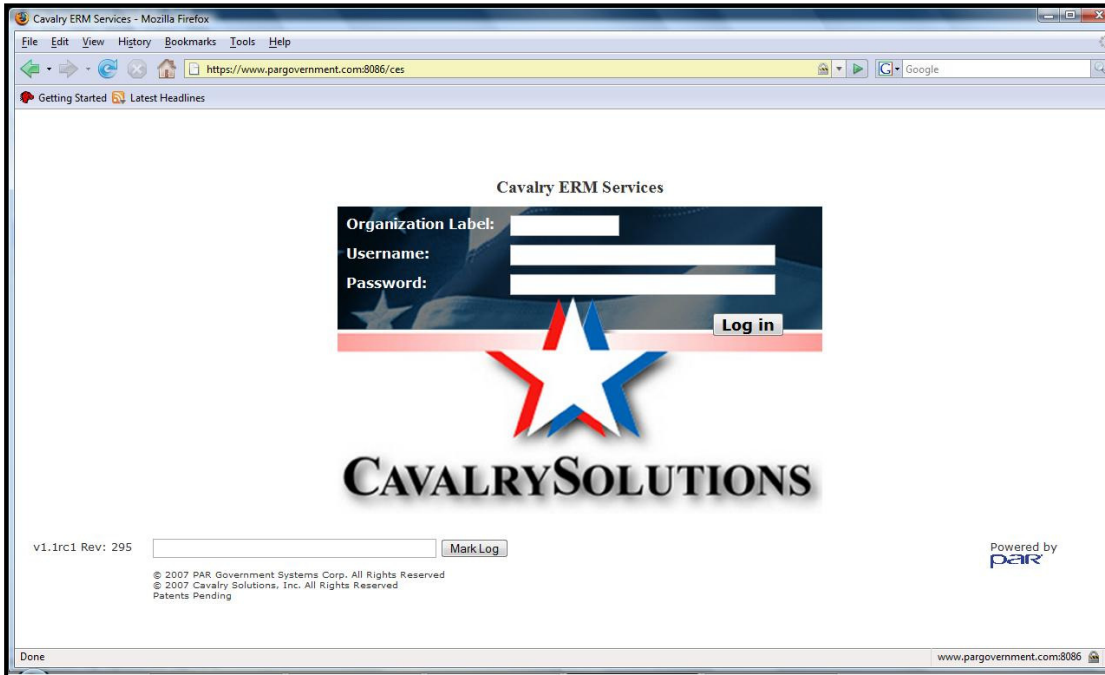 Cavalry ERM Services - Mozilla Firefox
File Edit View History Bookmarks Tools Help
https://www.pargovernment.com:8086/ces
G Google
Getting Started Latest Headlines
Cavalry ERM Services
Organization Label:
Username:
Password:
Log in
CAVALRYSOLUTIONS
v1.1rc1 Rev: 295 Mark Log
Powered by
par
© 2007 PAR Government Systems Corp. All Rights Reserved
© 2007 Cavalry Solutions, Inc. All Rights Reserved
Patents Pending
Done www.pargovernment.com:8086